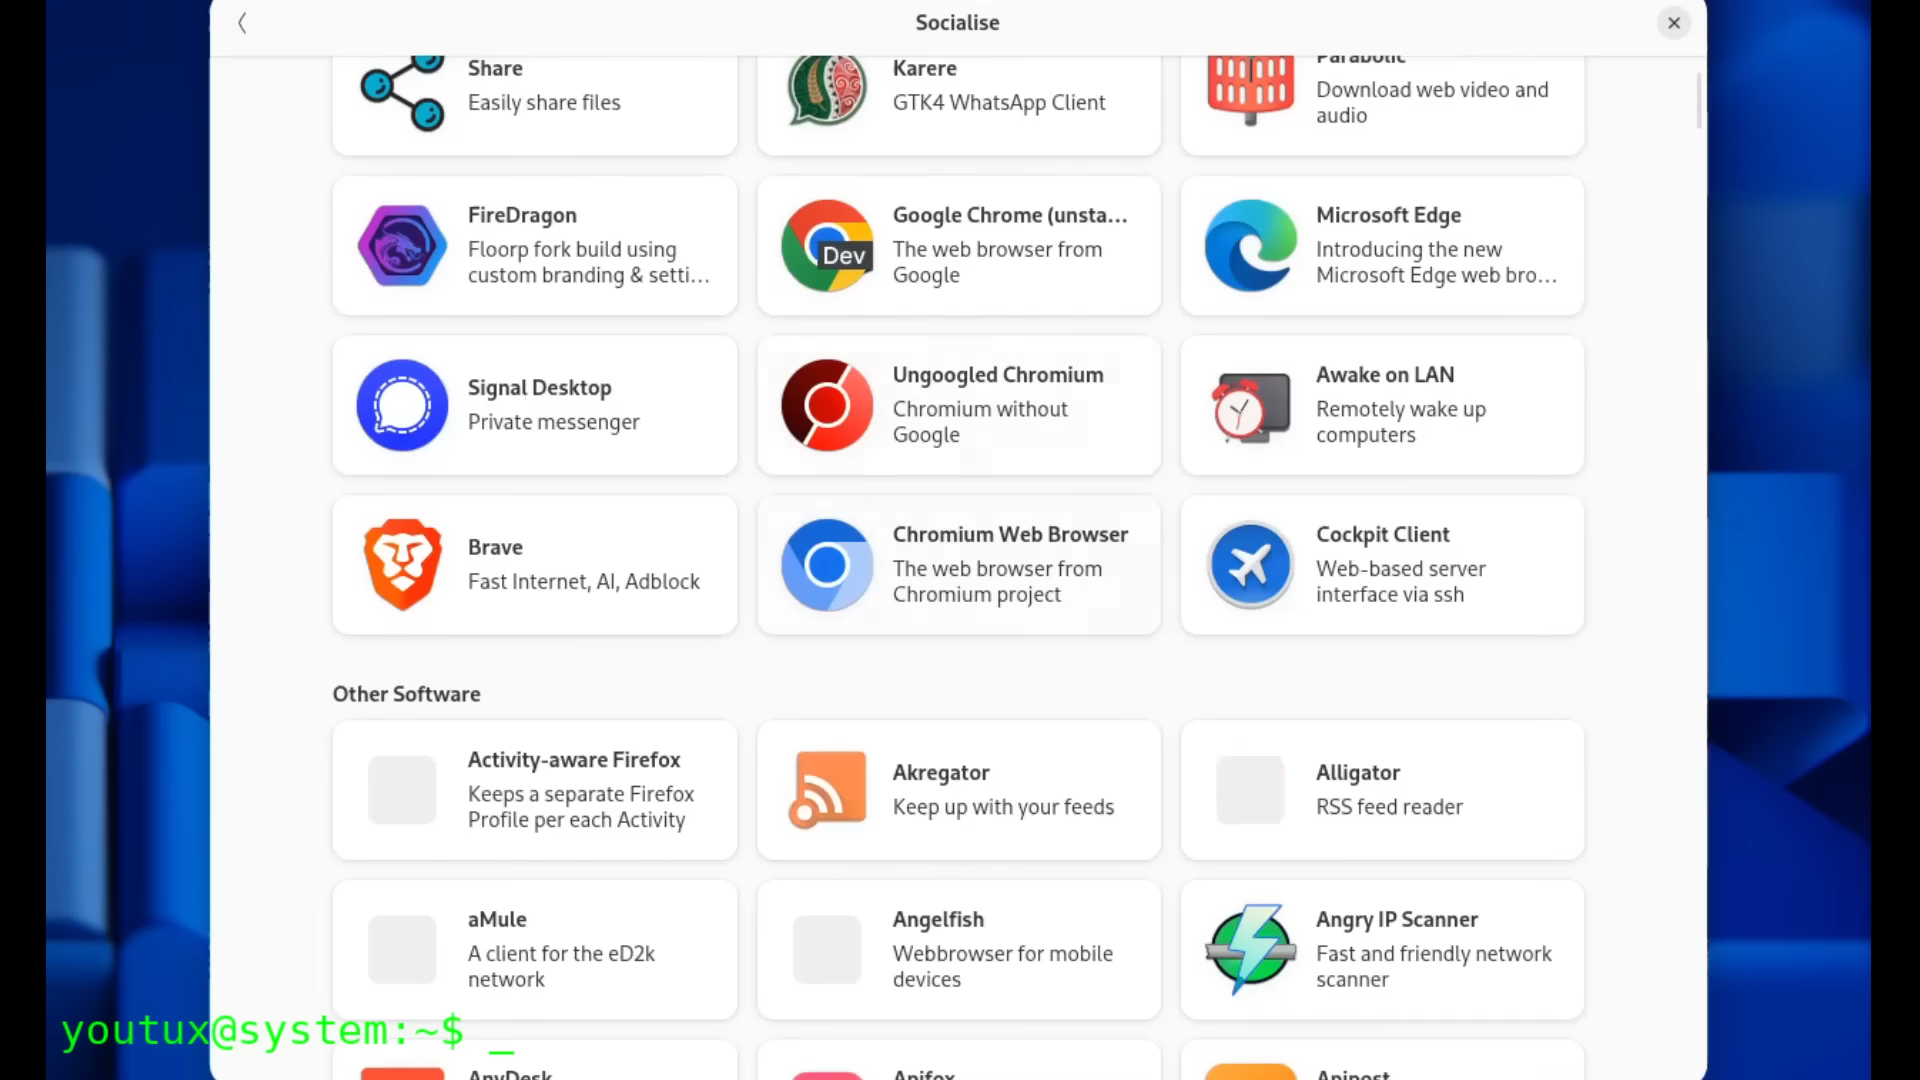 Socialise
Share
Easily share files
Karere
GTK4 WhatsApp Client
Parabolic
Download web video and
audio
FireDragon
Floorp fork build using
custom branding & setti...
Dev
Google Chrome (unsta...
The web browser from
Google
Microsoft Edge
Introducing the new
Microsoft Edge web bro...
Signal Desktop
Private messenger
Ungoogled Chromium
Chromium without
Google
Awake on LAN
Remotely wake up
computers
Brave
Fast Internet, AI, Adblock
Chromium Web Browser
The web browser from
Chromium project
Cockpit Client
Web-based server
interface via ssh
Other Software
Activity-aware Firefox
Keeps a separate Firefox
Profile per each Activity
Akregator
Keep up with your feeds
Alligator
RSS feed reader
aMule
A client for the eD2k
network
Angelfish
Webbrowser for mobile
devices
Angry IP Scanner
Fast and friendly network
scanner
AnyDesk
Apifox
Apipost
youtux@system:~$ _